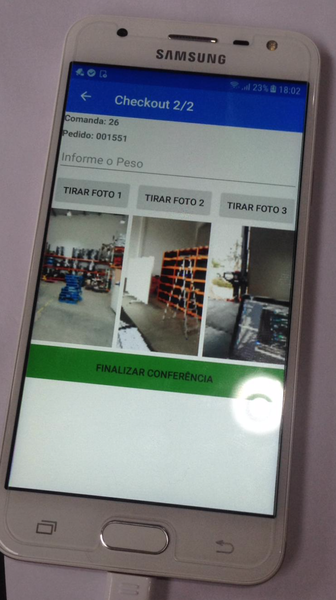 SAMSUNG
23% 18:02
Checkout 2/2
Comanda: 26
Pedido: 001551
Informe o Peso
TIRAR FOTO 1 TIRAR FOTO 2 TIRAR FOTO 3
FINALIZAR CONFERÊNCIA